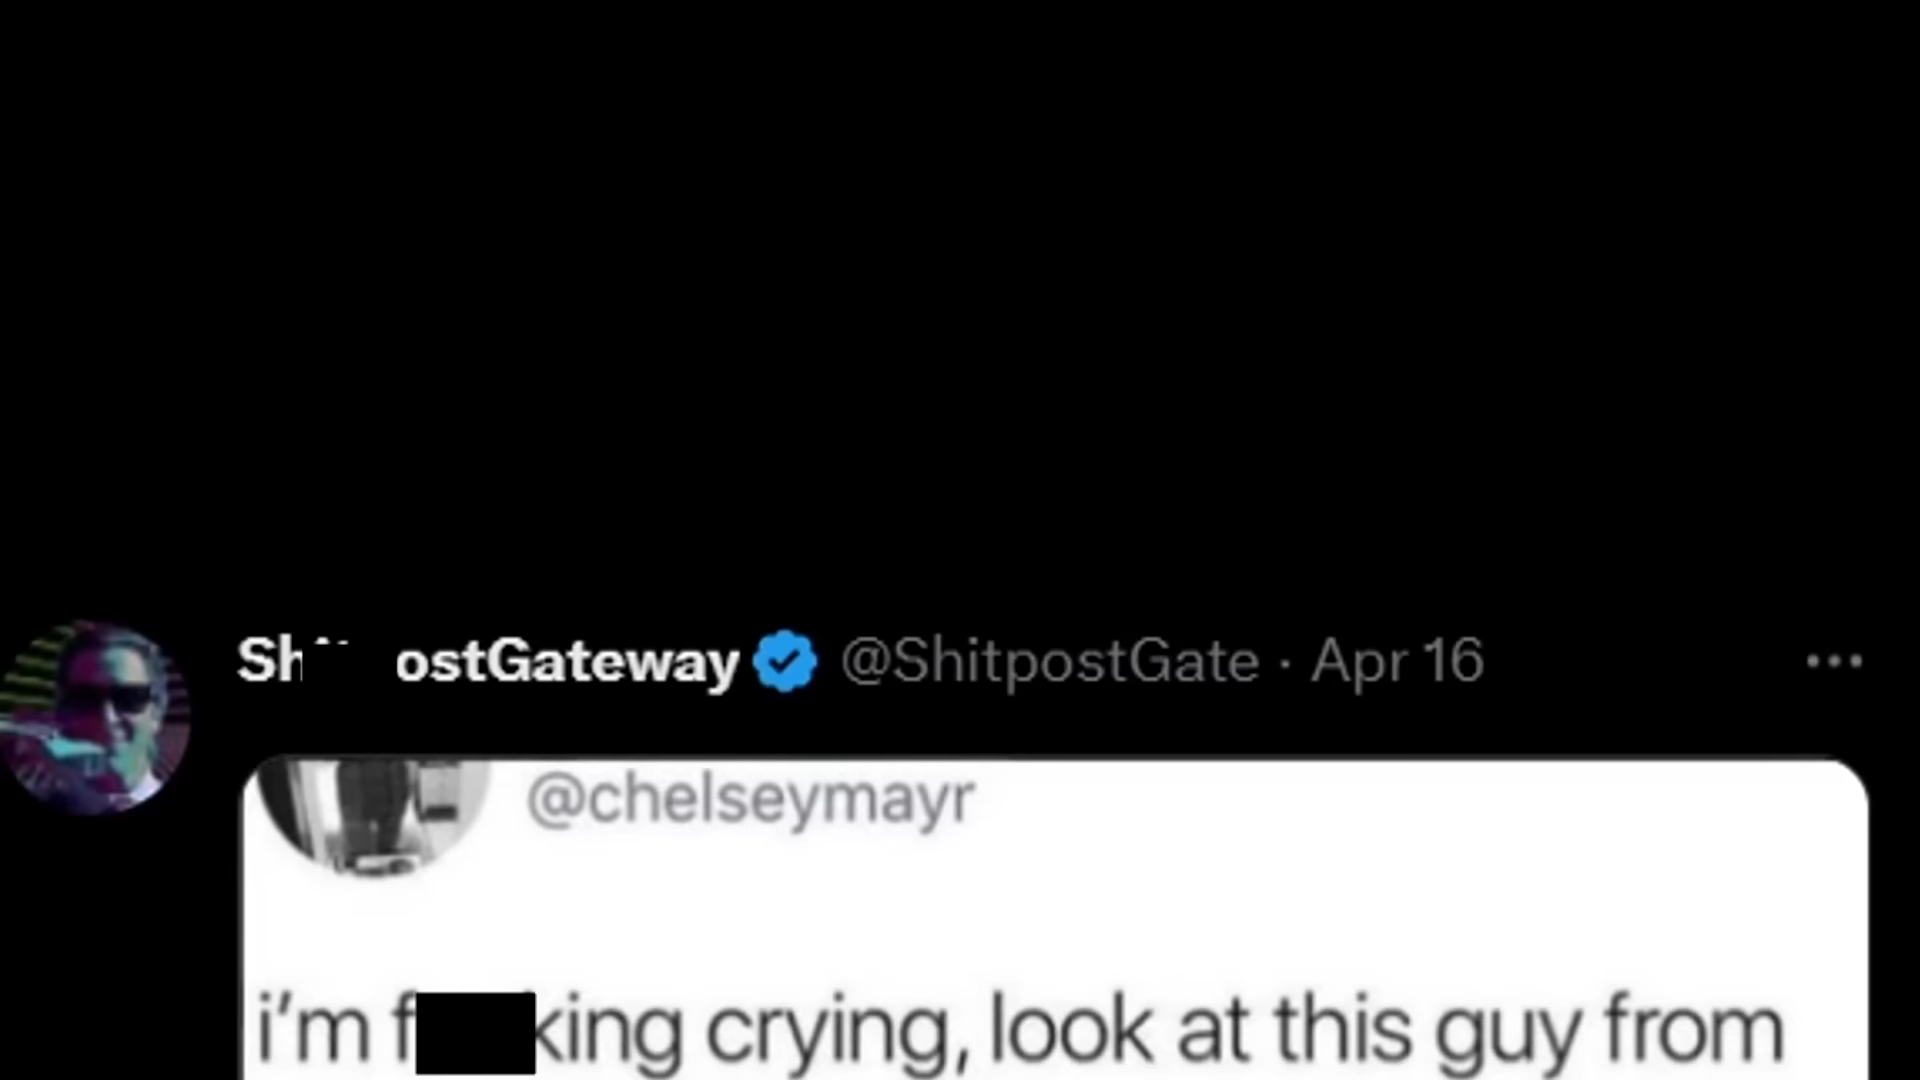 Sh ostGateway @ShitpostGate · Apr 16
@chelseymayr
i'm f king crying, look at this guy from